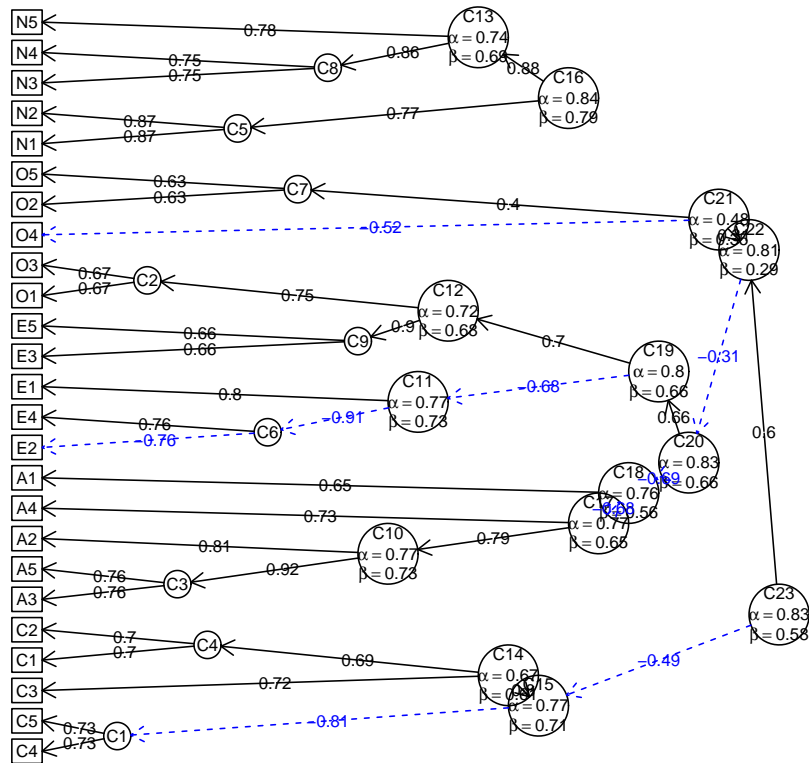 N5
N4
N3
N2
N1
O5
O2
O4
O3
O1
E5
E3
E1
E4
E2
A1
A4
A2
A5
A3
C2
C1
C3
C5
C4
C13
α = 0.74
β = 0.69
C16
α = 0.84
β = 0.79
C8
C5
C7
C21
α = 0.48
C22
α = 0.81
β = 0.29
C2
C12
α = 0.72
β = 0.68
C9
C19
α = 0.8
β = 0.66
C11
α = 0.77
β = 0.73
C6
C20
α = 0.83
β = 0.66
C18
α = 0.76
α = 0.77
β = 0.65
C10
α = 0.77
β = 0.73
C3
C23
α = 0.83
β = 0.58
C4
C14
α = 0.67
C15
α = 0.77
β = 0.71
C1
0.78
0.75
0.75
0.86
0.88
0.87
0.87
0.77
0.63
0.63
0.4
−0.52
0.67
0.67
0.75
0.66
0.66
0.9
0.7
0.8
−0.68
0.76
−0.76
−0.91
−0.31
0.66
0.6
0.65
−0.69
0.73
−0.68
0.81
0.79
0.76
0.76
0.92
0.7
0.7
0.69
0.72
−0.49
0.73
0.73
−0.81